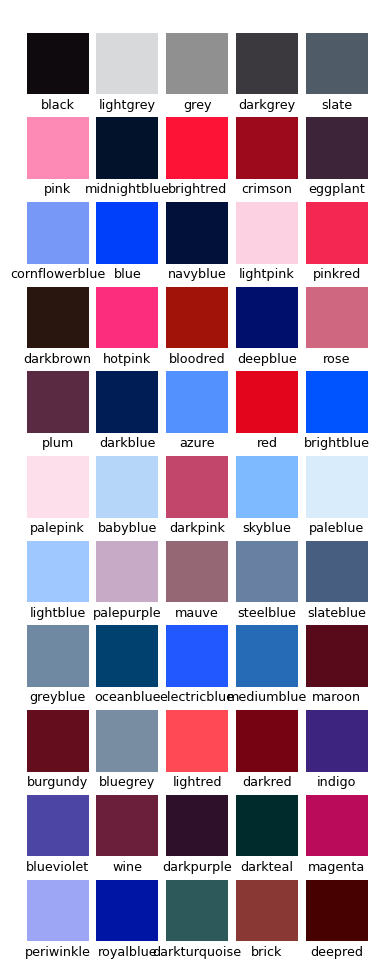 black lightgrey grey darkgrey slate
pink midnightblue brightred crimson eggplant
cornflowerblue blue navyblue lightpink pinkred
darkbrown hotpink bloodred deepblue rose
plum darkblue azure red brightblue
palepink babyblue darkpink skyblue paleblue
lightblue palepurple mauve steelblue slateblue
greyblue oceanblue electricblue mediumblue maroon
burgundy bluegrey lightred darkred indigo
blueviolet wine darkpurple darkteal magenta
periwinkle royalblue darkturquoise brick deepred